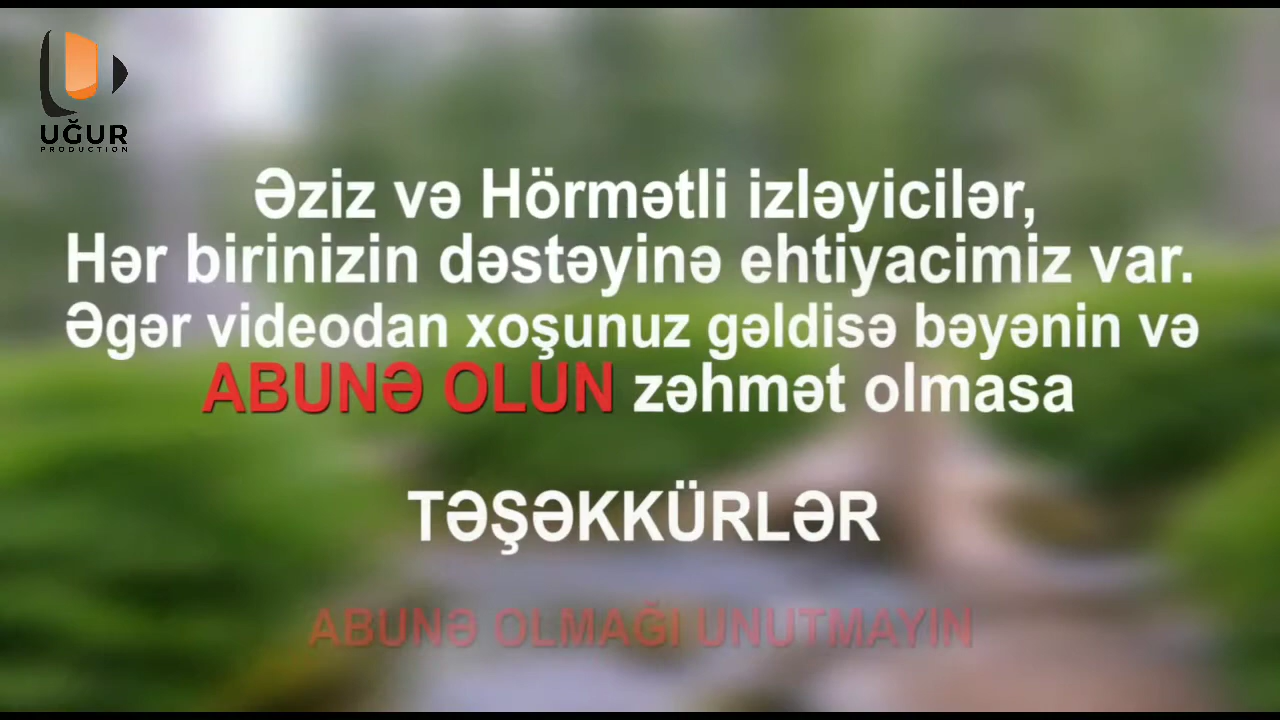 UĞUR
PRODUCTION
Əziz və Hörmətli izləyicilər,
Hər birinizin dəstəyinə ehtiyacimiz var.
Əgər videodan xoşunuz gəldisə bəyənin və
ABUNƏ OLUN zəhmət olmasa
TƏŞƏKKÜRLƏR
ABUNƏ OLMAĞI UNUTMAYIN